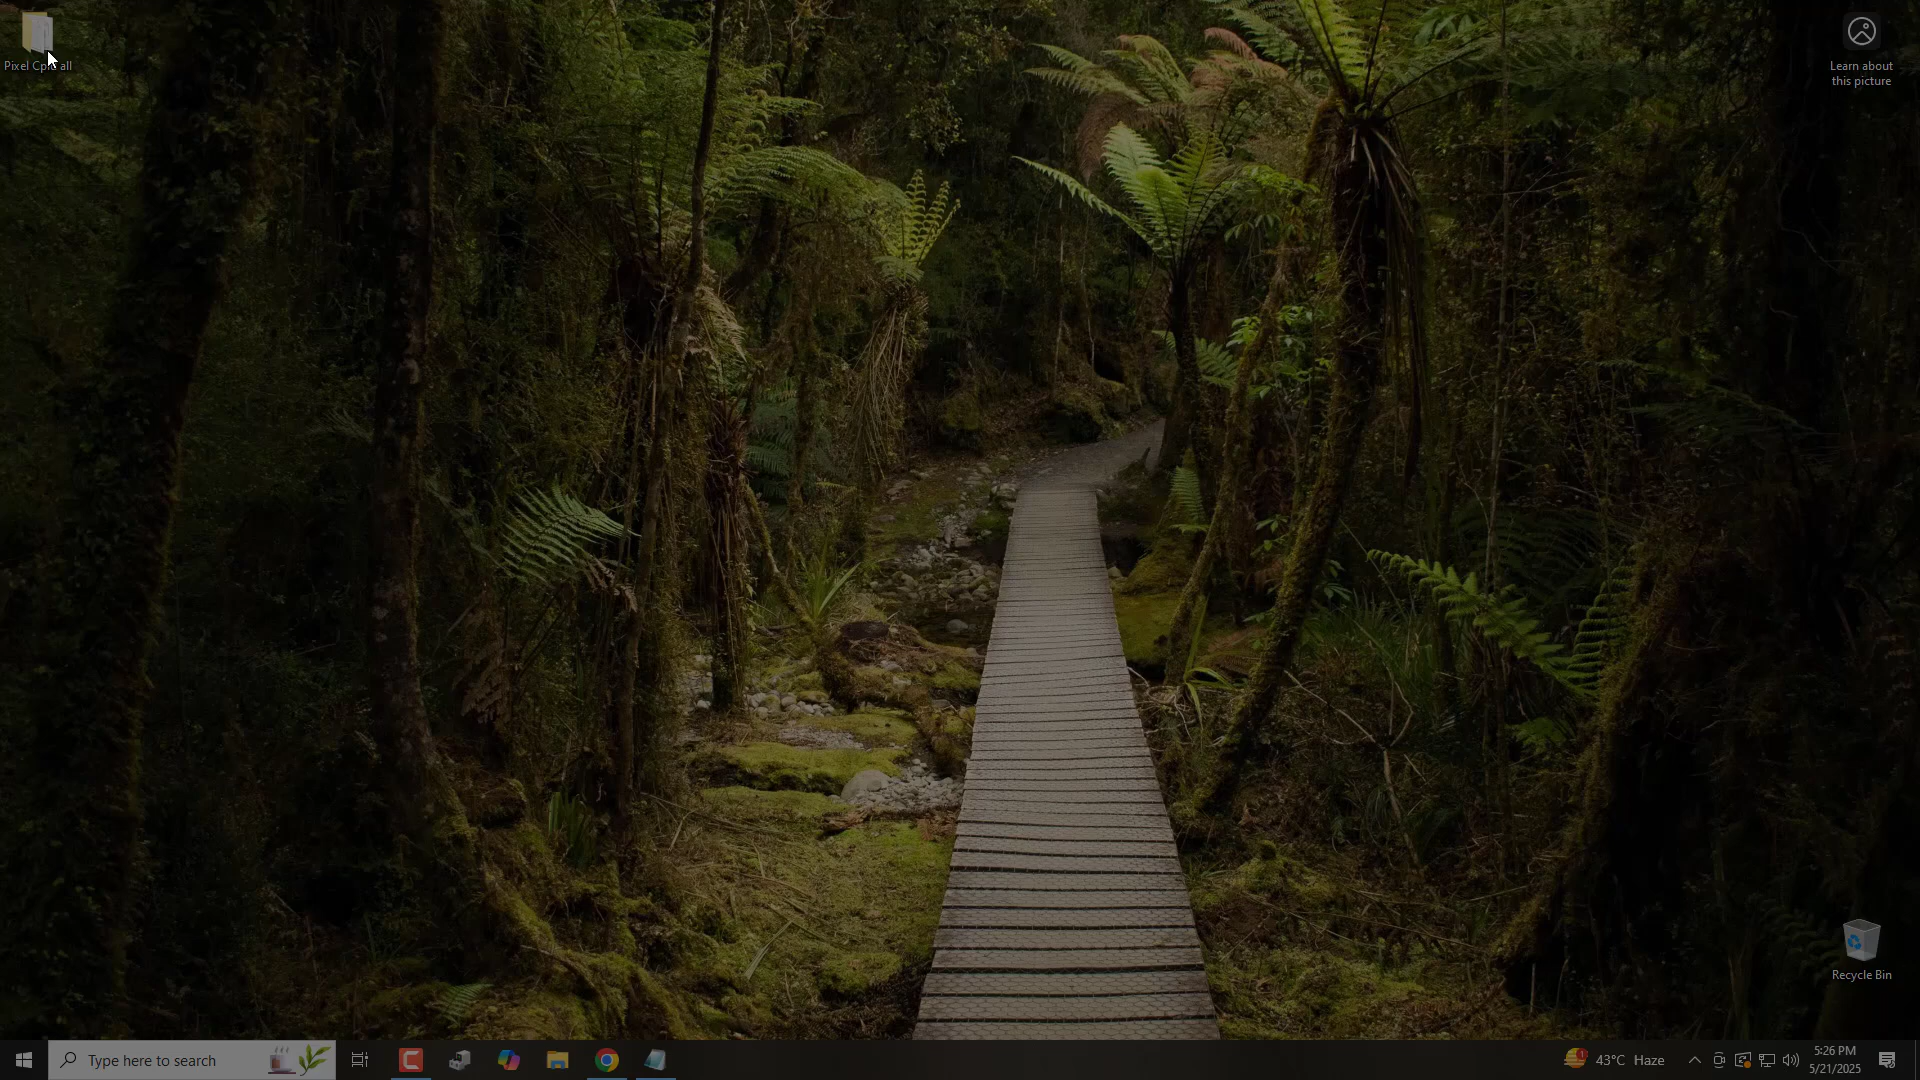 Pixel
all
Learn about
this picture
Recycle Bin
Type here to search
1
43°C Haze
5:26 PM
5/21/2025